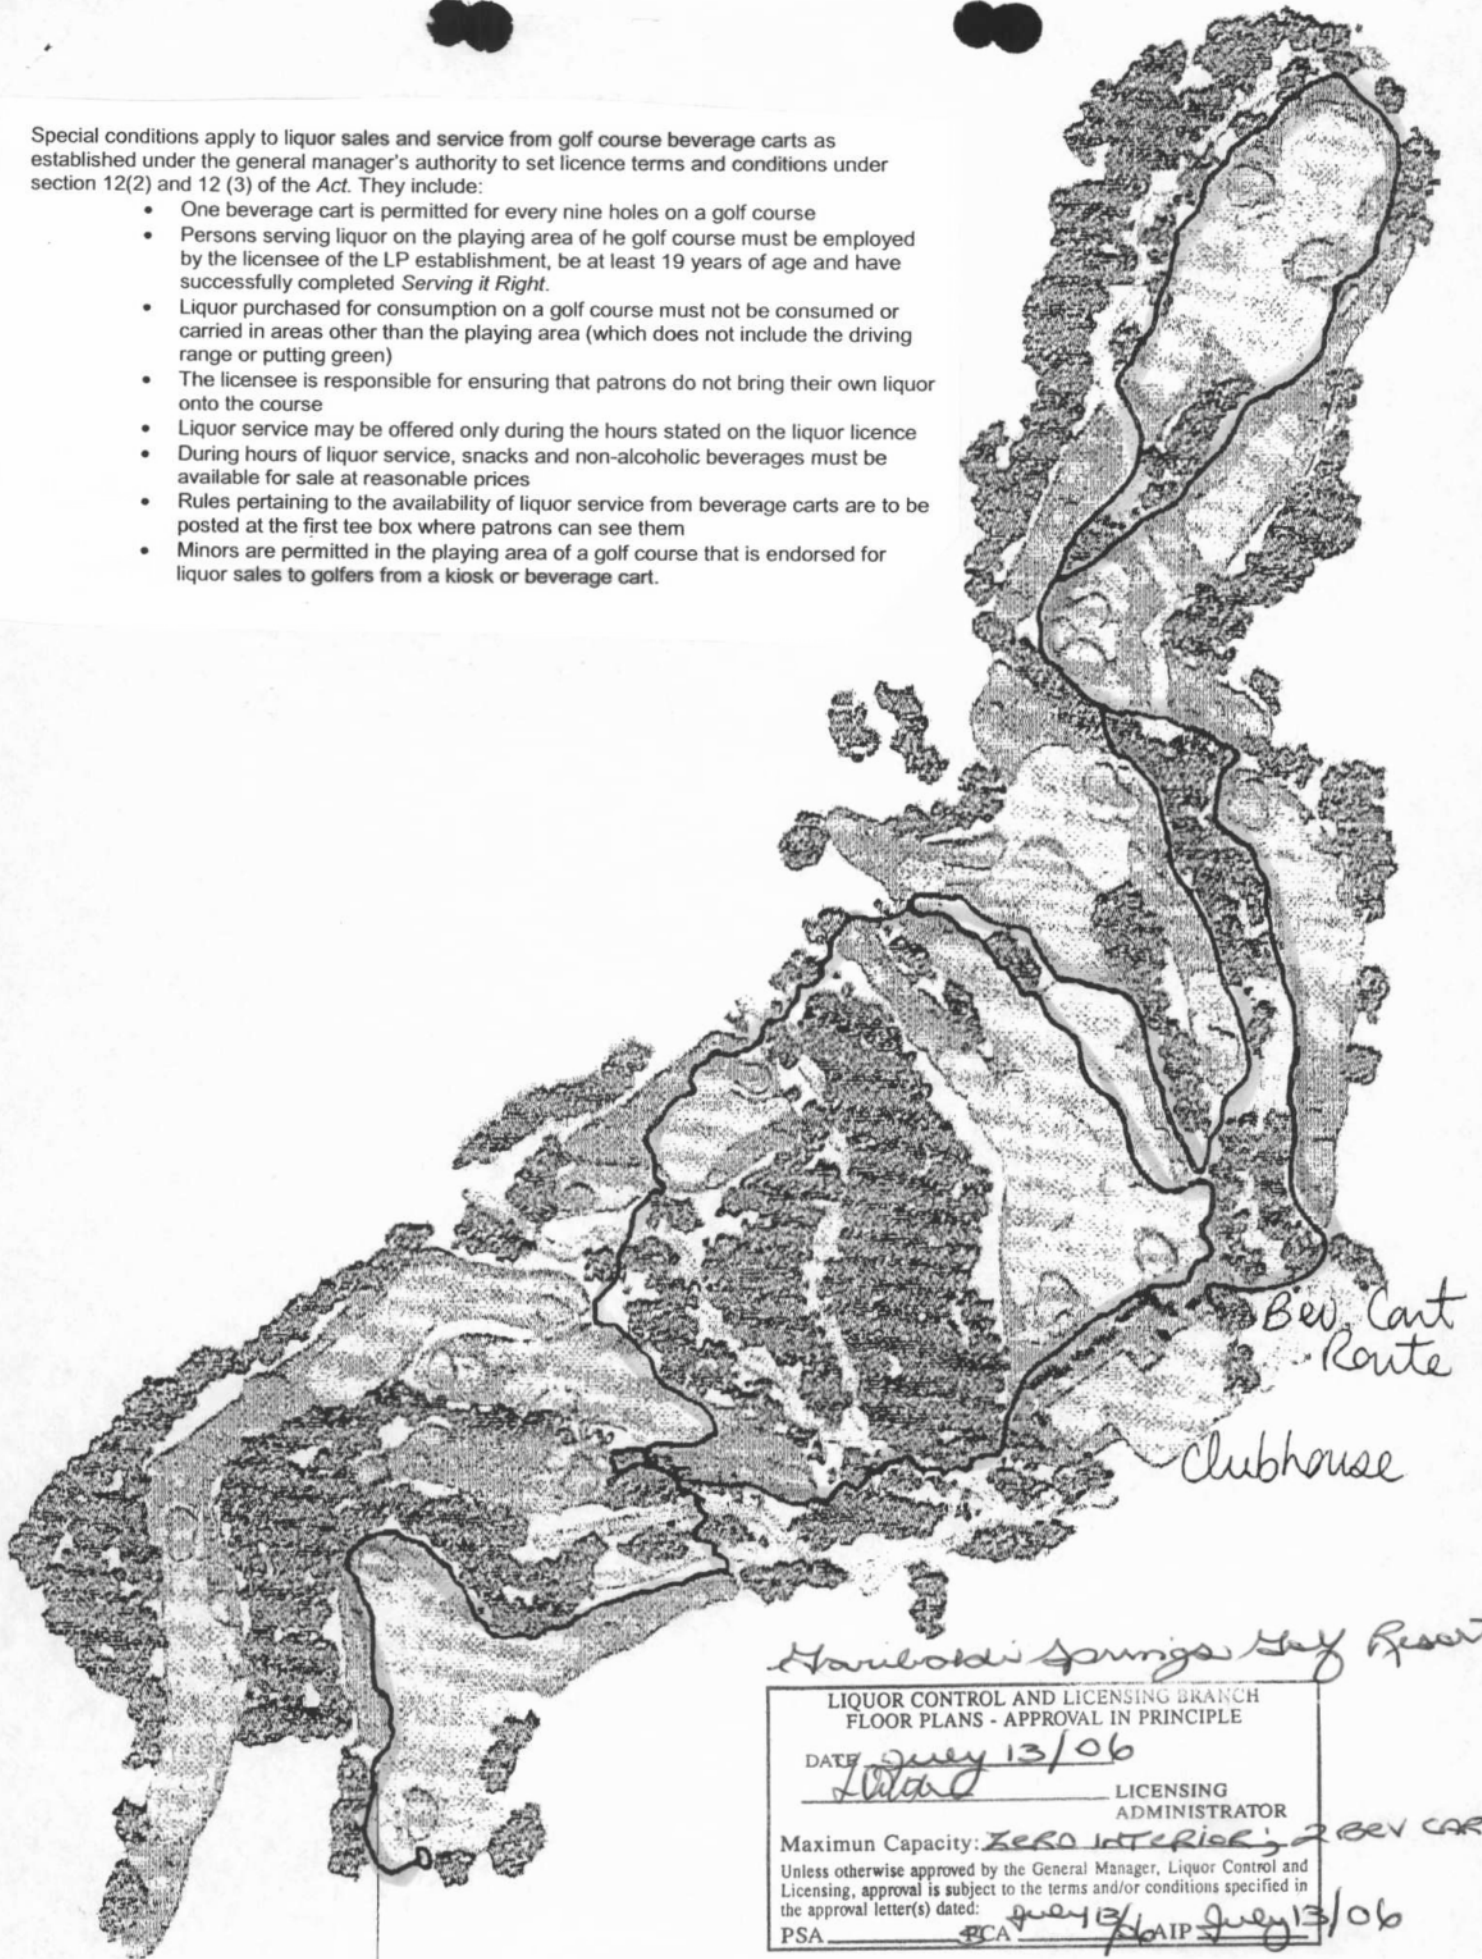 Special conditions apply to liquor sales and service from golf course beverage carts as
established under the general manager's authority to set licence terms and conditions under
section 12(2) and 12 (3) of the Act. They include:
• One beverage cart is permitted for every nine holes on a golf course
• Persons serving liquor on the playing area of he golf course must be employed
by the licensee of the LP establishment, be at least 19 years of age and have
successfully completed Serving it Right.
• Liquor purchased for consumption on a golf course must not be consumed or
carried in areas other than the playing area (which does not include the driving
range or putting green)
• The licensee is responsible for ensuring that patrons do not bring their own liquor
onto the course
• Liquor service may be offered only during the hours stated on the liquor licence
• During hours of liquor service, snacks and non-alcoholic beverages must be
available for sale at reasonable prices
• Rules pertaining to the availability of liquor service from beverage carts are to be
posted at the first tee box where patrons can see them
• Minors are permitted in the playing area of a golf course that is endorsed for
liquor sales to golfers from a kiosk or beverage cart.
Bev. Cart
Route
Clubhouse
Garibaldi Springs Golf Resort
LIQUOR CONTROL AND LICENSING BRANCH
FLOOR PLANS - APPROVAL IN PRINCIPLE
DATE July 13/06
LICENSING
ADMINISTRATOR
Maximun Capacity: ZERO INTERIOR; 2 BEV CAR
Unless otherwise approved by the General Manager, Liquor Control and
Licensing, approval is subject to the terms and/or conditions specified in
the approval letter(s) dated:
PSA PCA July 13/06 AIP July 13/06